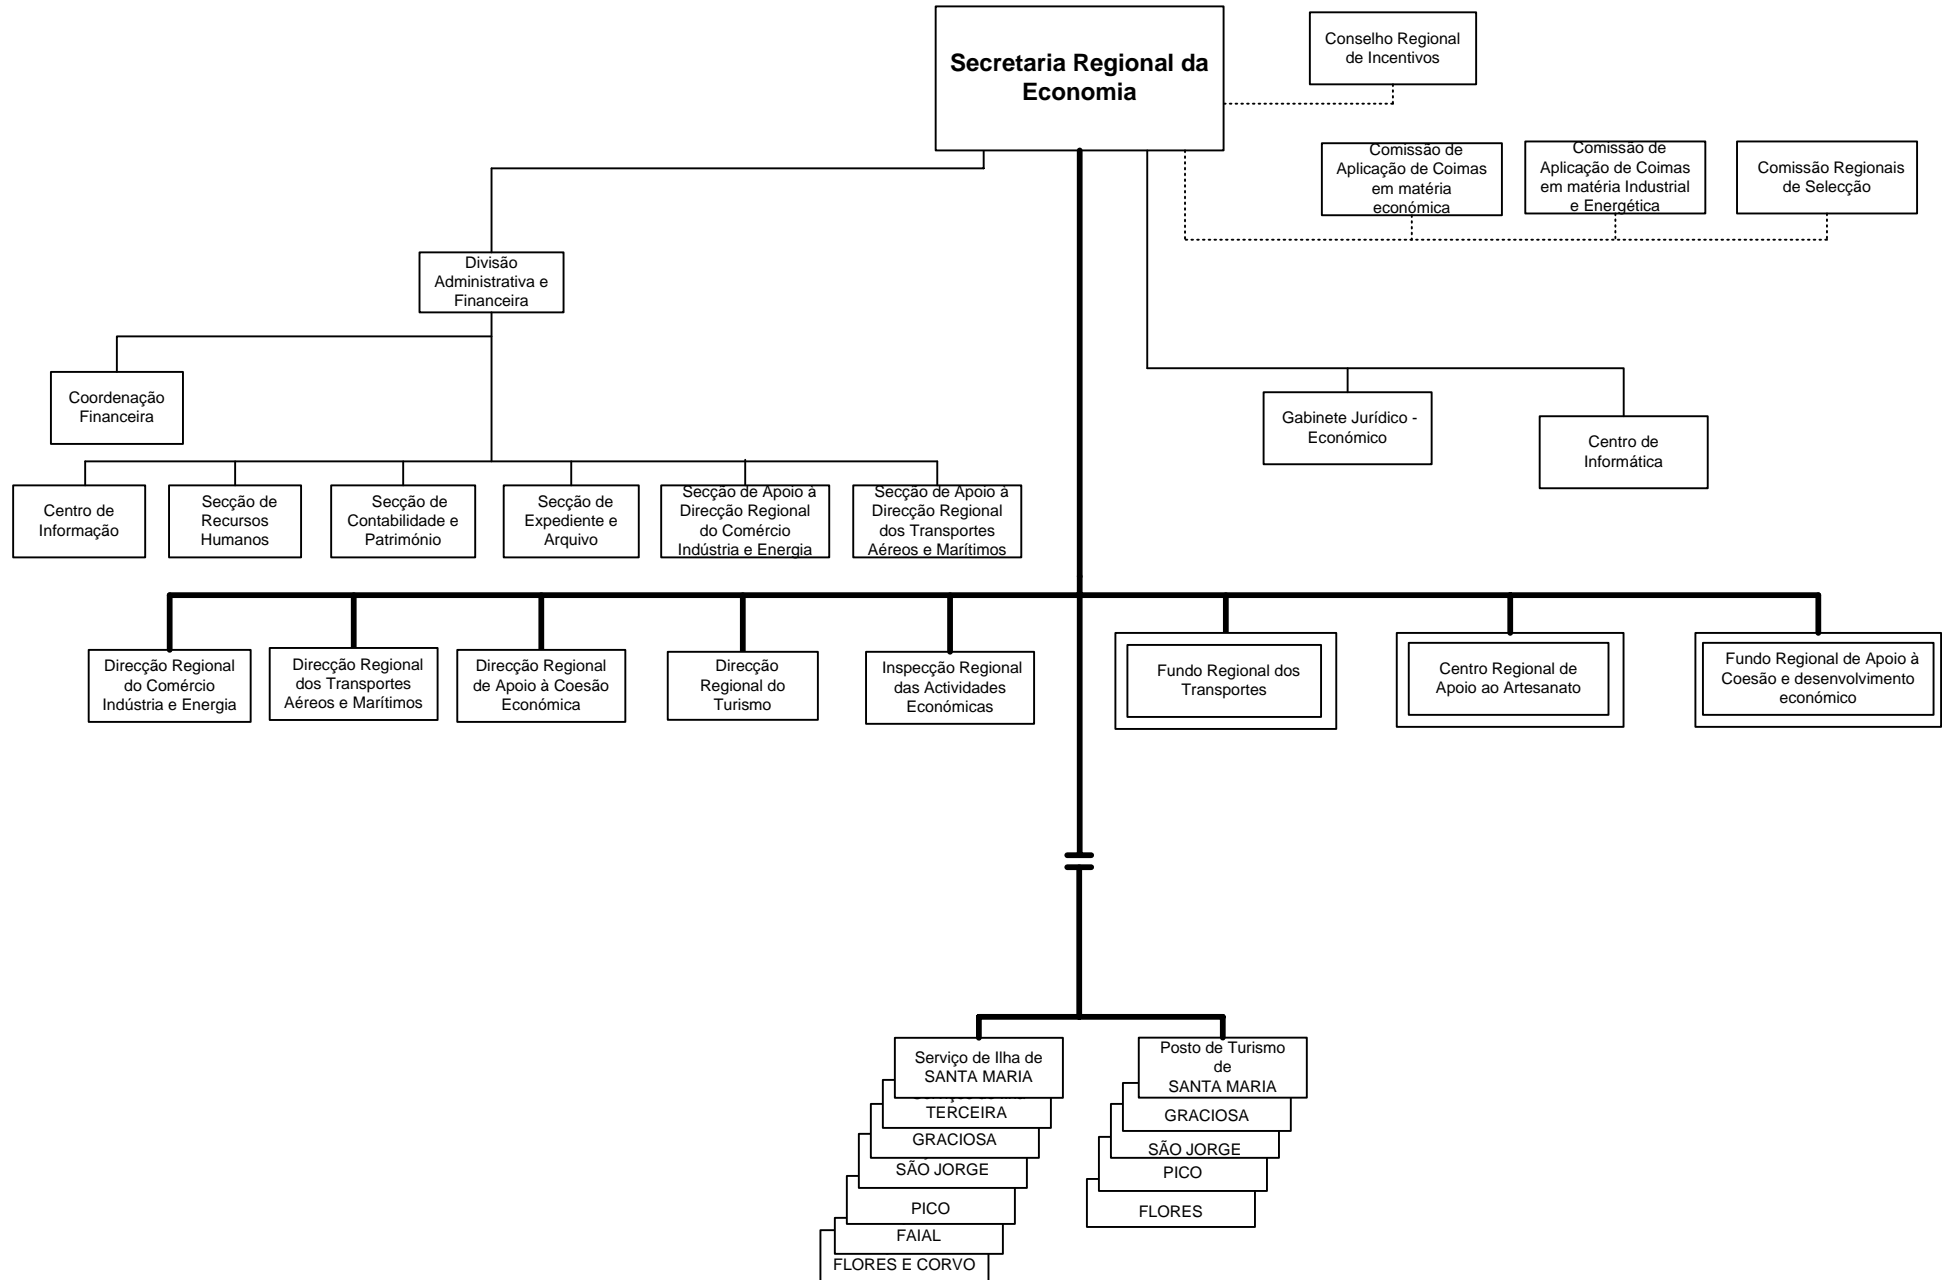 Secretaria Regional da
Economia
Conselho Regional
de Incentivos
Comissão de
Aplicação de Coimas
em matéria
económica
Comissão de
Aplicação de Coimas
em matéria Industrial
e Energética
Comissão Regionais
de Selecção
Divisão
Administrativa e
Financeira
Coordenação
Financeira
Gabinete Jurídico -
Económico
Centro de
Informática
Centro de
Informação
Secção de
Recursos
Humanos
Secção de
Contabilidade e
Património
Secção de
Expediente e
Arquivo
Secção de Apoio à
Direcção Regional
do Comércio
Indústria e Energia
Secção de Apoio à
Direcção Regional
dos Transportes
Aéreos e Marítimos
Direcção Regional
do Comércio
Indústria e Energia
Direcção Regional
dos Transportes
Aéreos e Marítimos
Direcção Regional
de Apoio à Coesão
Económica
Direcção
Regional do
Turismo
Inspecção Regional
das Actividades
Económicas
Fundo Regional dos
Transportes
Centro Regional de
Apoio ao Artesanato
Fundo Regional de Apoio à
Coesão e desenvolvimento
económico
Serviço de Ilha de
SANTA MARIA
TERCEIRA
GRACIOSA
SÃO JORGE
PICO
FAIAL
FLORES E CORVO
Posto de Turismo
de
SANTA MARIA
GRACIOSA
SÃO JORGE
PICO
FLORES